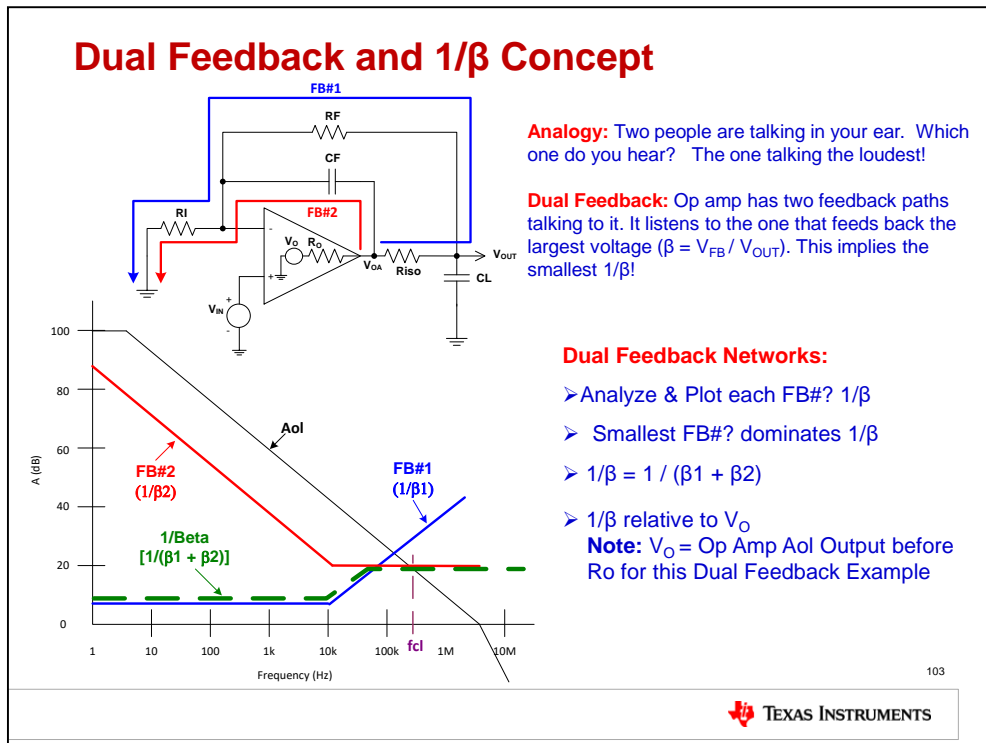 Dual Feedback and 1/β Concept
FB#1
RF
CF
RI
FB#2
-
+
VO
RO
VOA
Riso
VOUT
CL
VIN
+
-
Analogy: Two people are talking in your ear. Which
one do you hear? The one talking the loudest!
Dual Feedback: Op amp has two feedback paths
talking to it. It listens to the one that feeds back the
largest voltage (β = VFB / VOUT). This implies the
smallest 1/β!
Dual Feedback Networks:
➢Analyze & Plot each FB#? 1/β
➢ Smallest FB#? dominates 1/β
➢ 1/β = 1 / (β1 + β2)
➢ 1/β relative to VO
Note: VO = Op Amp Aol Output before
Ro for this Dual Feedback Example
A (dB)
100
80
60
40
20
0
Aol
FB#2
(1/β2)
FB#1
(1/β1)
1/Beta
[1/(β1 + β2)]
1
10
100
1k
10k
100k
1M
10M
fcl
Frequency (Hz)
103
TEXAS INSTRUMENTS